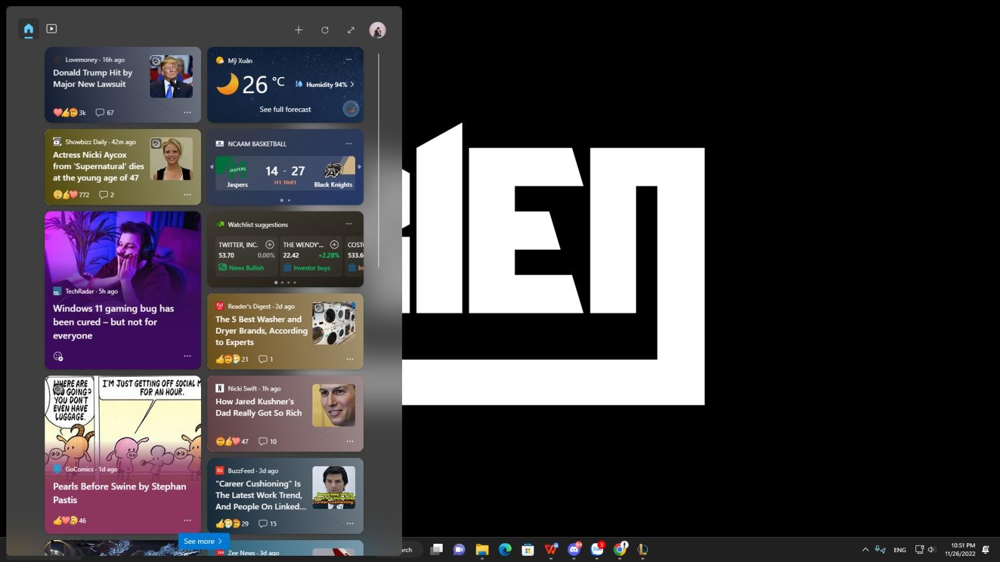 Lovemoney · 16h ago
Donald Trump Hit by
Major New Lawsuit
3k
67
Mỹ Xuân
26 °C
Humidity 94%
See full forecast
Showbizz Daily · 42m ago
Actress Nicki Aycox
from 'Supernatural' dies
at the young age of 47
772
2
NCAAM BASKETBALL
JASPERS
14 - 27
H1 10:01
Jaspers
Black Knights
Watchlist suggestions
TWITTER, INC.
53.70 0.00%
News Bullish
THE WENDY'...
22.42 +2.28%
Investor buys
COST
533.6
In
TechRadar · 5h ago
Windows 11 gaming bug has
been cured – but not for
everyone
Reader's Digest · 2d ago
The 5 Best Washer and
Dryer Brands, According
to Experts
21
1
WHERE ARE
YOU GOING?
YOU DON'T
EVEN HAVE
LUGGAGE.
I'M JUST GETTING OFF SOCIAL M
FOR AN HOUR.
GoComics · 1d ago
Pearls Before Swine by Stephan
Pastis
46
Nicki Swift · 1h ago
How Jared Kushner's
Dad Really Got So Rich
47
10
BuzzFeed · 3d ago
"Career Cushioning" Is
The Latest Work Trend,
And People On Linked...
People keep talking
about this thing called
"career cushioning."
29
15
See more
Zee News · 3d ago
arch
9+
Zalo
3
ENG
10:51 PM
11/26/2022